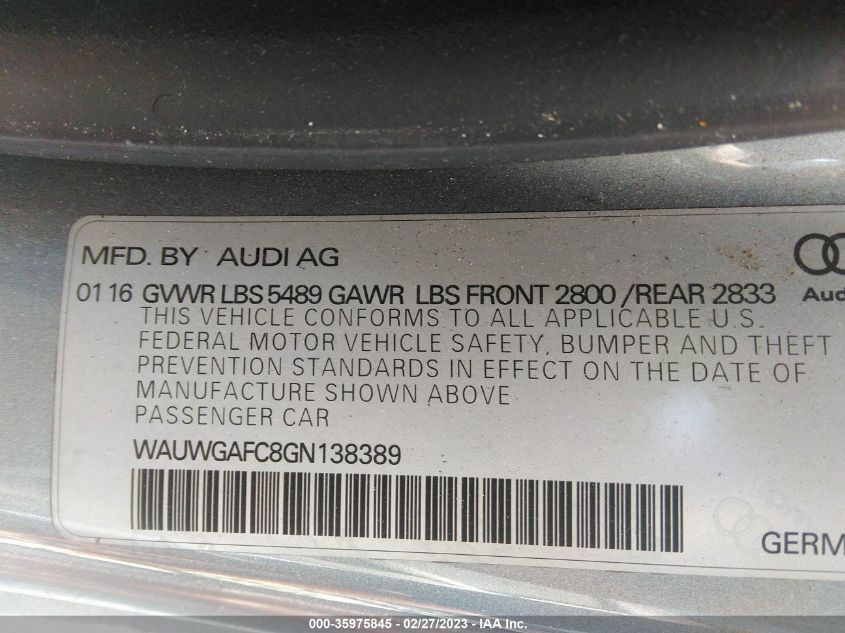 MFD. BY AUDI AG
01 16 GVWR LBS 5489 GAWR LBS FRONT 2800 /REAR 2833
THIS VEHICLE CONFORMS TO ALL APPLICABLE U.S.
FEDERAL MOTOR VEHICLE SAFETY, BUMPER AND THEFT
PREVENTION STANDARDS IN EFFECT ON THE DATE OF
MANUFACTURE SHOWN ABOVE
PASSENGER CAR
WAUWGAFC8GN138389
Aud
GERM
000-35975845 - 02/27/2023 - IAA Inc.